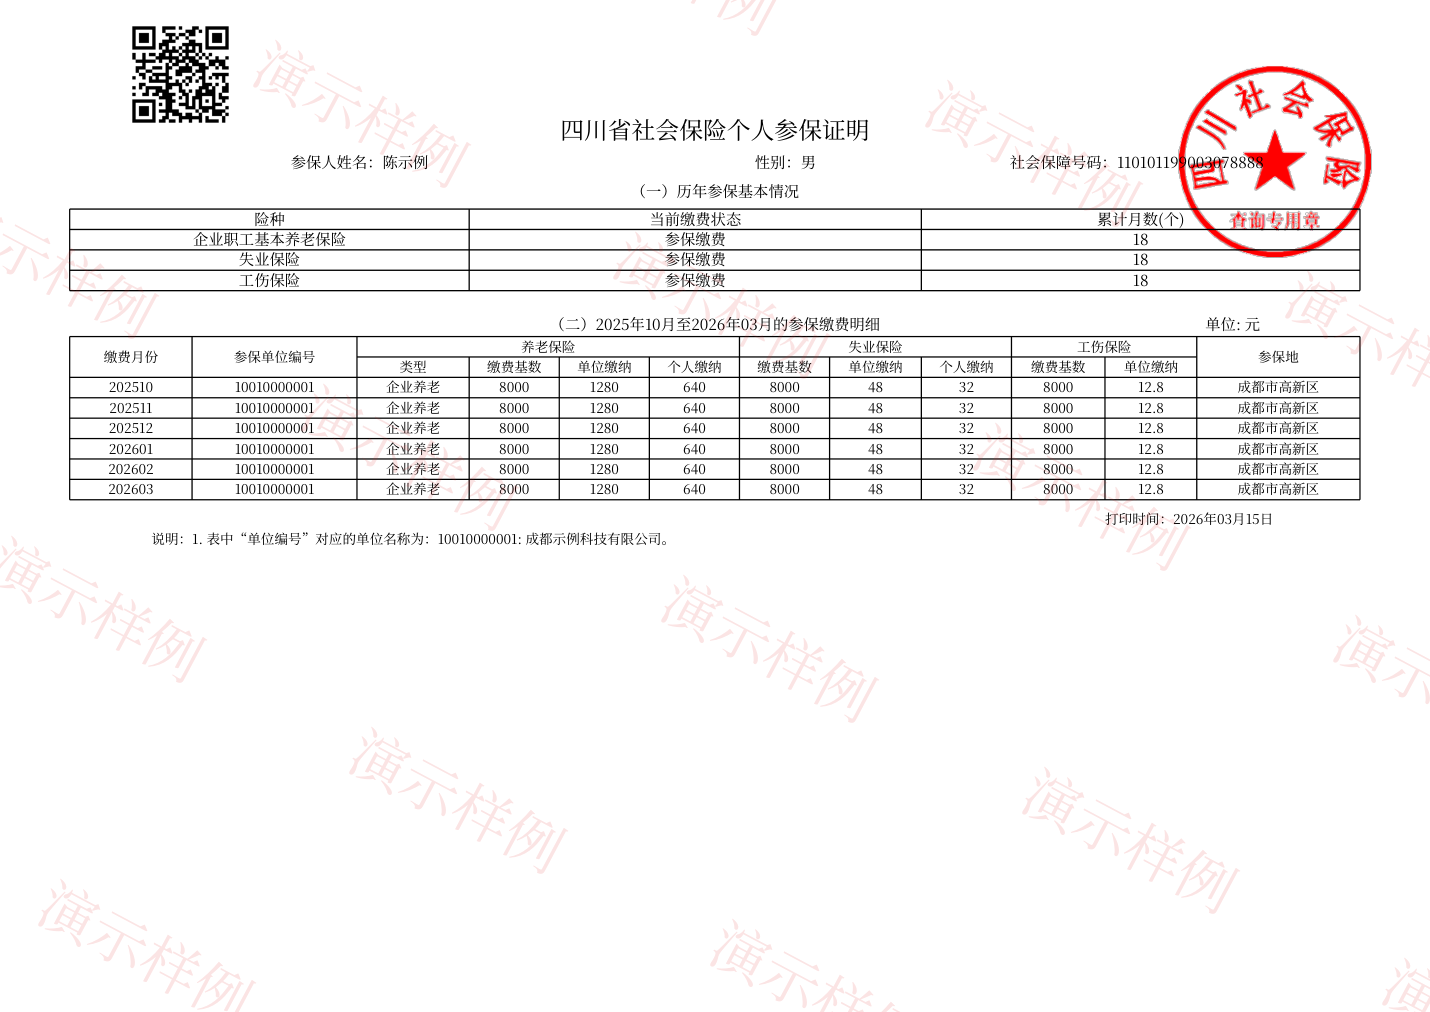 四川省社会保险个人参保证明
参保人姓名：陈示例 性别：男 社会保障号码：110101199003078888
（一）历年参保基本情况
险种 当前缴费状态 累计月数(个)
企业职工基本养老保险 参保缴费 18
失业保险 参保缴费 18
工伤保险 参保缴费 18
四川社会保险
查询专用章
（二）2025年10月至2026年03月的参保缴费明细 单位: 元
缴费月份 参保单位编号 养老保险 失业保险 工伤保险 参保地
类型 缴费基数 单位缴纳 个人缴纳 缴费基数 单位缴纳 个人缴纳 缴费基数 单位缴纳
202510 10010000001 企业养老 8000 1280 640 8000 48 32 8000 12.8 成都市高新区
202511 10010000001 企业养老 8000 1280 640 8000 48 32 8000 12.8 成都市高新区
202512 10010000001 企业养老 8000 1280 640 8000 48 32 8000 12.8 成都市高新区
202601 10010000001 企业养老 8000 1280 640 8000 48 32 8000 12.8 成都市高新区
202602 10010000001 企业养老 8000 1280 640 8000 48 32 8000 12.8 成都市高新区
202603 10010000001 企业养老 8000 1280 640 8000 48 32 8000 12.8 成都市高新区
打印时间：2026年03月15日
说明：1. 表中“单位编号”对应的单位名称为：10010000001: 成都示例科技有限公司。
演示样例